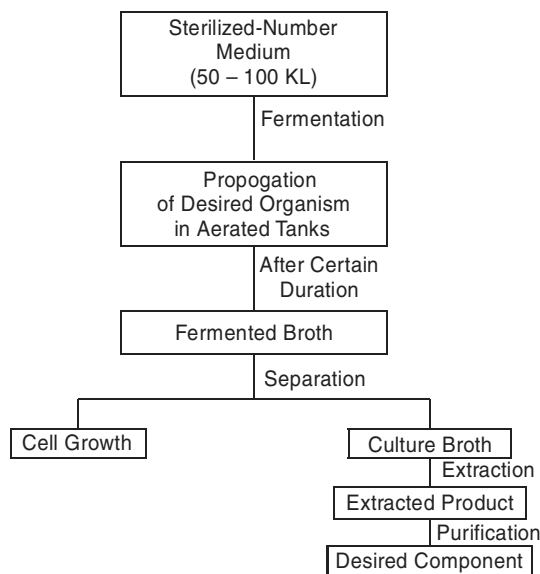 Sterilized-Number
Medium
(50 – 100 KL)
Fermentation
Propogation
of Desired Organism
in Aerated Tanks
After Certain
Duration
Fermented Broth
Separation
Cell Growth
Culture Broth
Extraction
Extracted Product
Purification
Desired Component